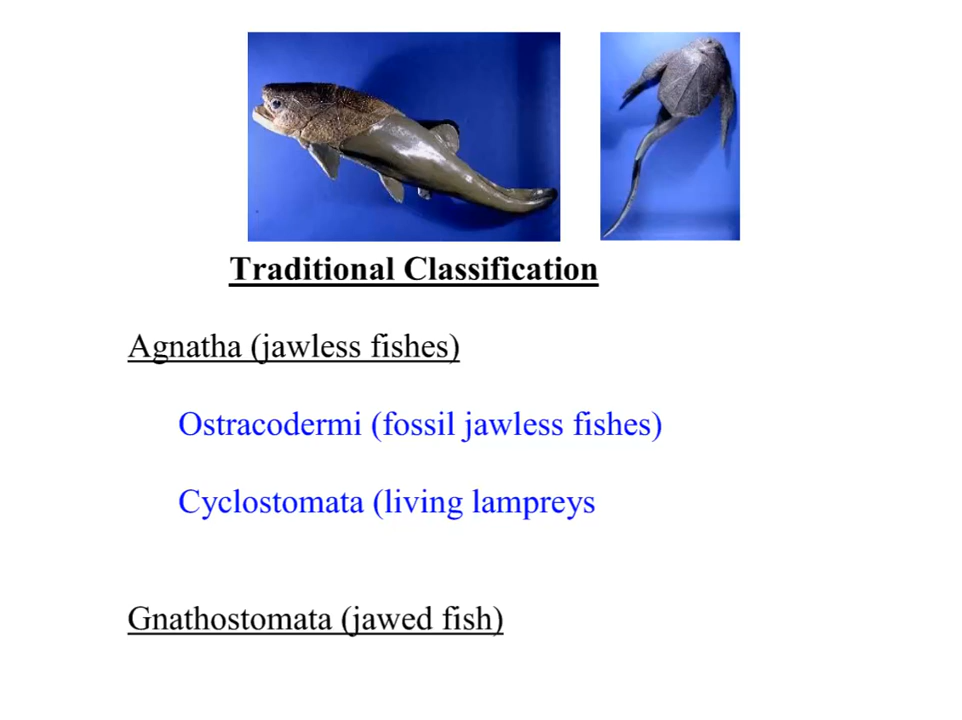 Traditional Classification
Agnatha (jawless fishes)
Ostracodermi (fossil jawless fishes)
Cyclostomata (living lampreys
Gnathostomata (jawed fish)